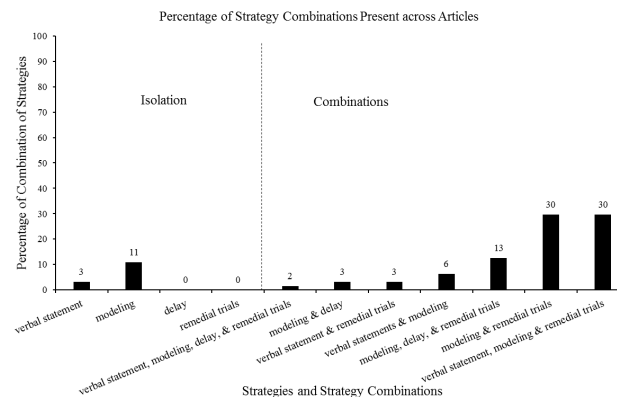 Percentage of Strategy Combinations Present across Articles
Percentage of Combination of Strategies
100
90
80
70
60
50
40
30
20
10
0
Isolation
Combinations
3
11
0
0
2
3
3
6
13
30
30
verbal statement
modeling
delay
remedial trials
verbal statement, modeling, delay, & remedial trials
modeling & delay
verbal statement & remedial trials
verbal statements & modeling
modeling, delay, & remedial trials
modeling & remedial trials
verbal statement, modeling & remedial trials
Strategies and Strategy Combinations